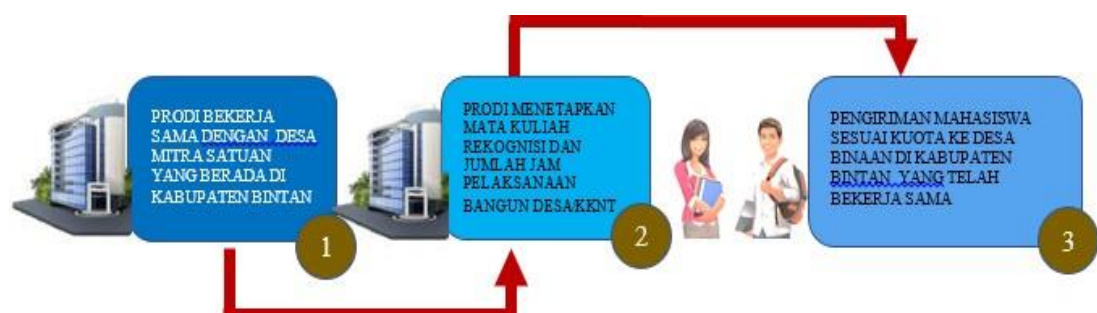 PRODI BEKERJA
SAMA DENGAN DESA
MITRA SATUAN
YANG BERADA DI
KABUPATEN BINTAN
1
PRODI MENETAPKAN
MATA KULIAH
REKOGNISI DAN
JUMLAH JAM
PELAKSANAAN
BANGUN DESA/KKNT
2
PENGIRIMAN MAHASISWA
SESUAI KUOTA KE DESA
BINAAN DI KABUPATEN
BINTAN YANG TELAH
BEKERJA SAMA
3